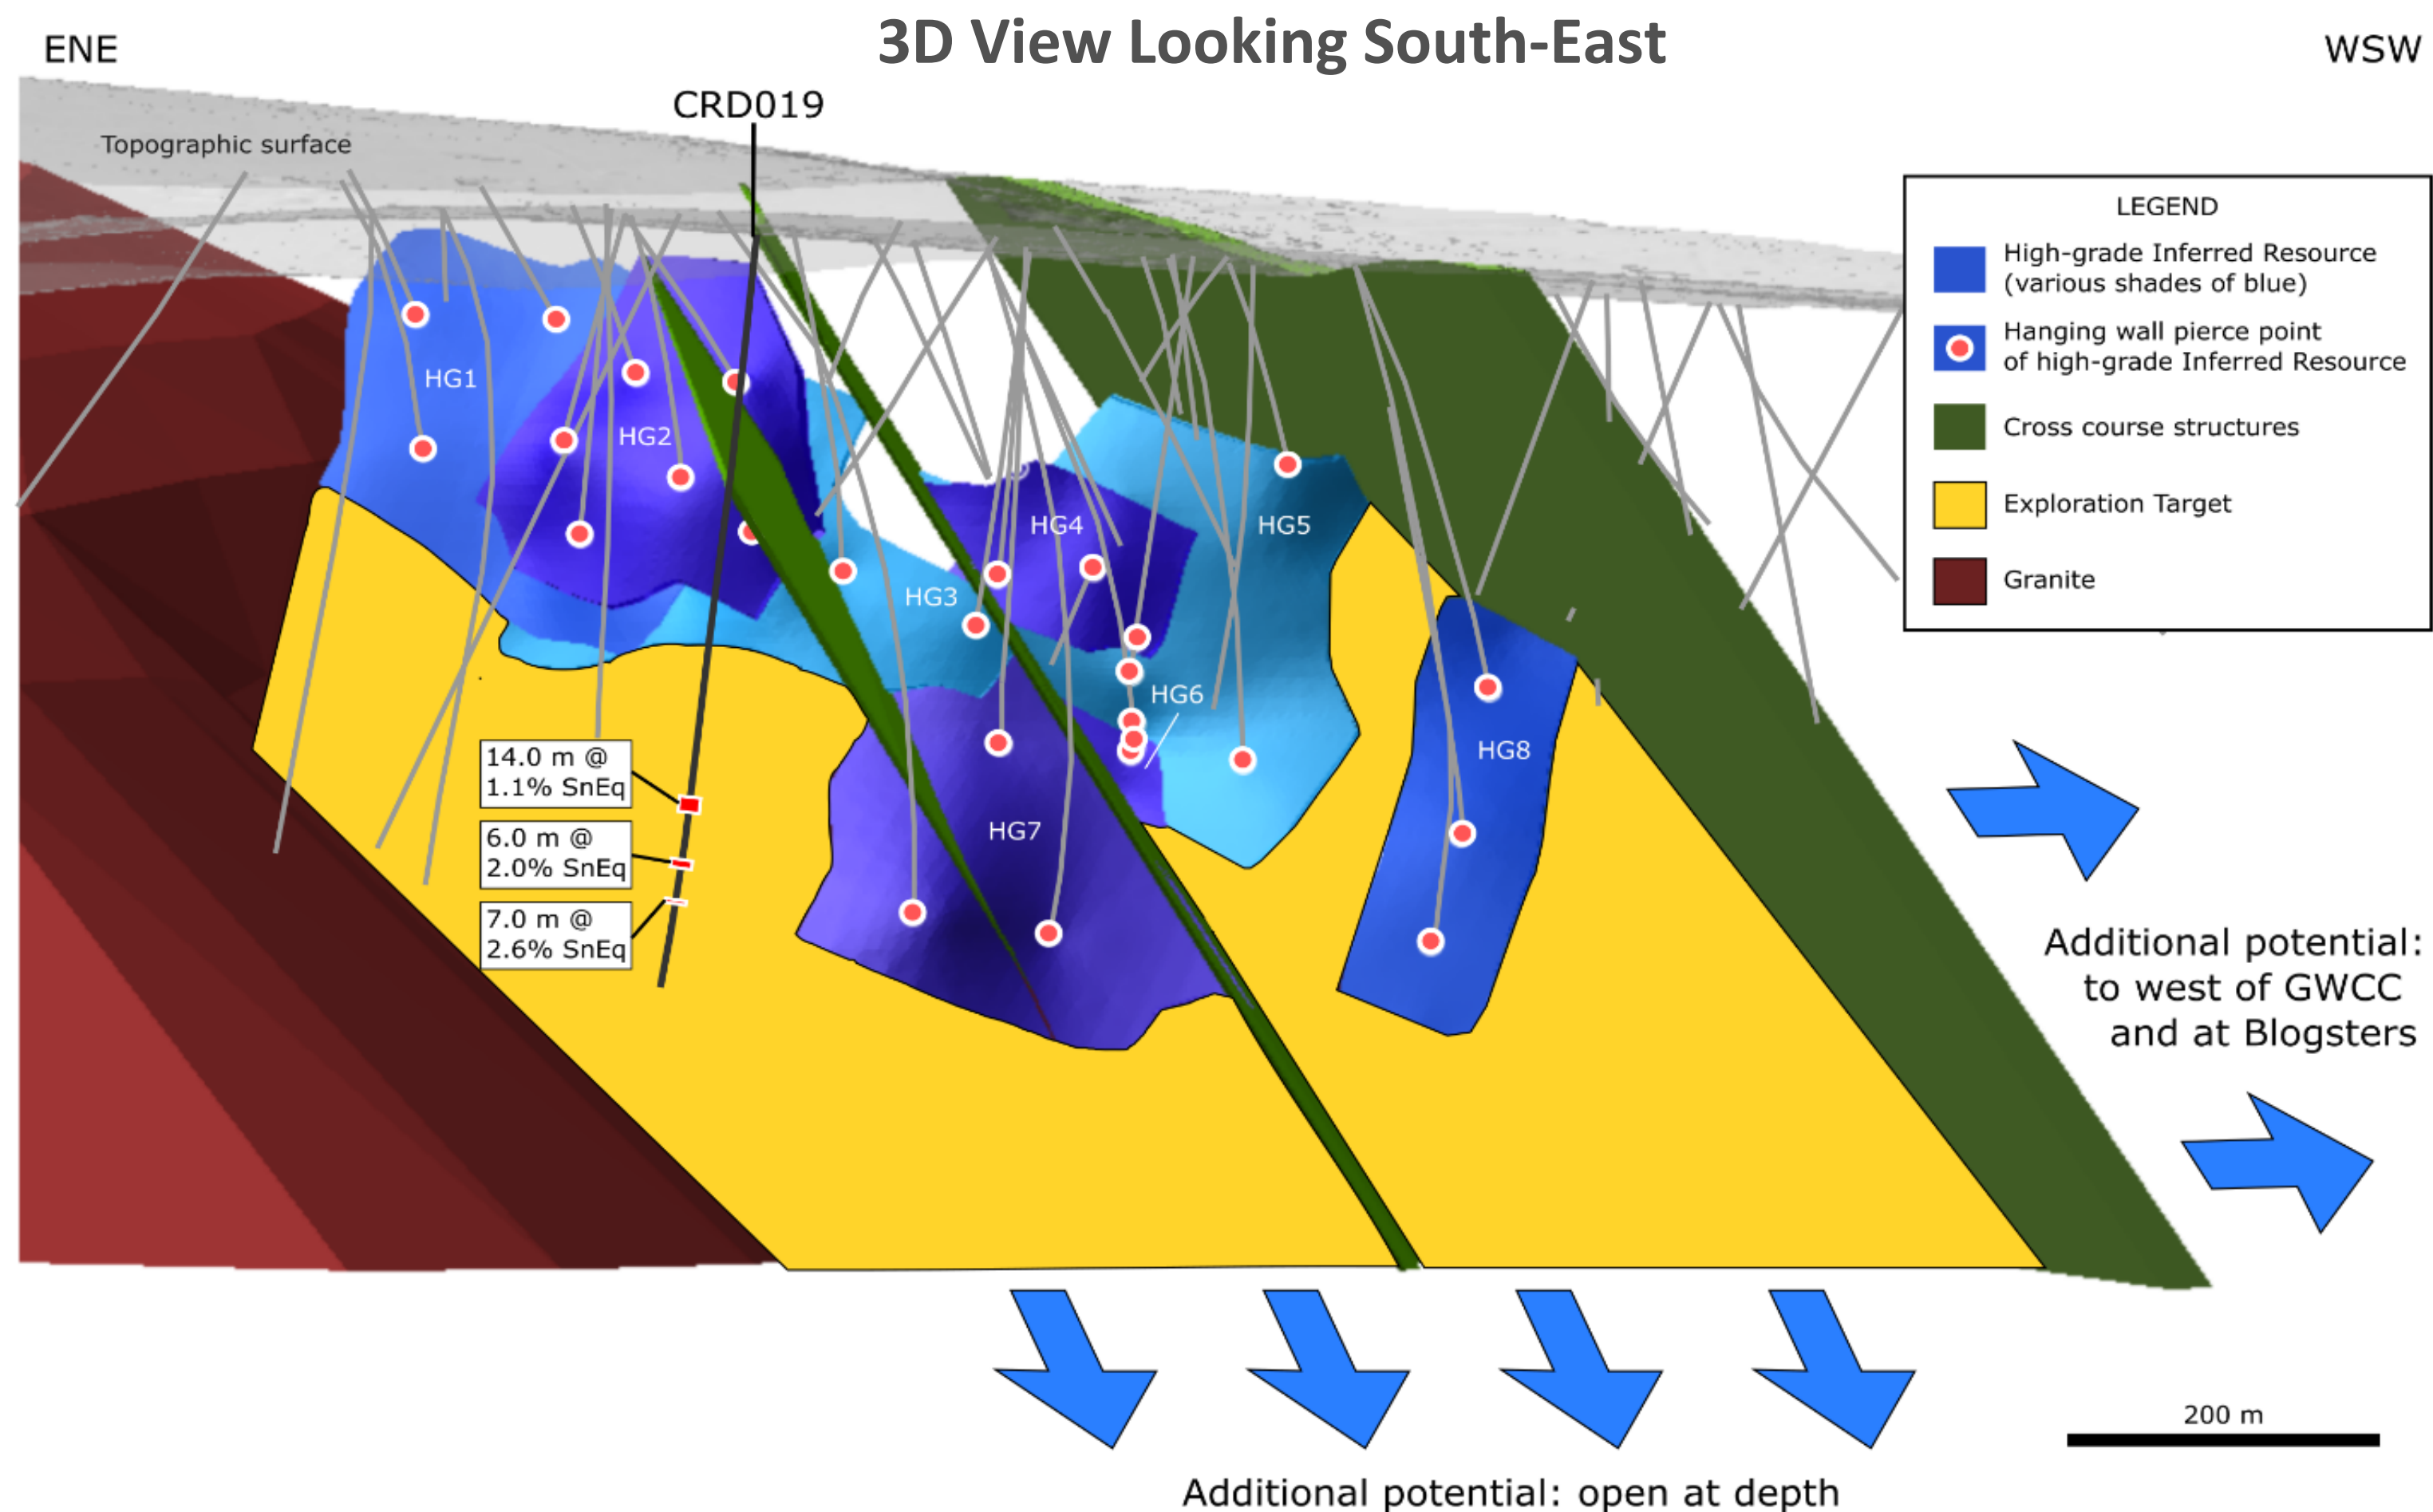 3D View Looking South-East
ENE
WSW
CRD019
Topographic surface
LEGEND
High-grade Inferred Resource
(various shades of blue)
Hanging wall pierce point
of high-grade Inferred Resource
Cross course structures
Exploration Target
Granite
HG1
HG2
HG3
HG4
HG5
HG6
HG7
HG8
14.0 m @
1.1% SnEq
6.0 m @
2.0% SnEq
7.0 m @
2.6% SnEq
Additional potential:
to west of GWCC
and at Blogsters
200 m
Additional potential: open at depth